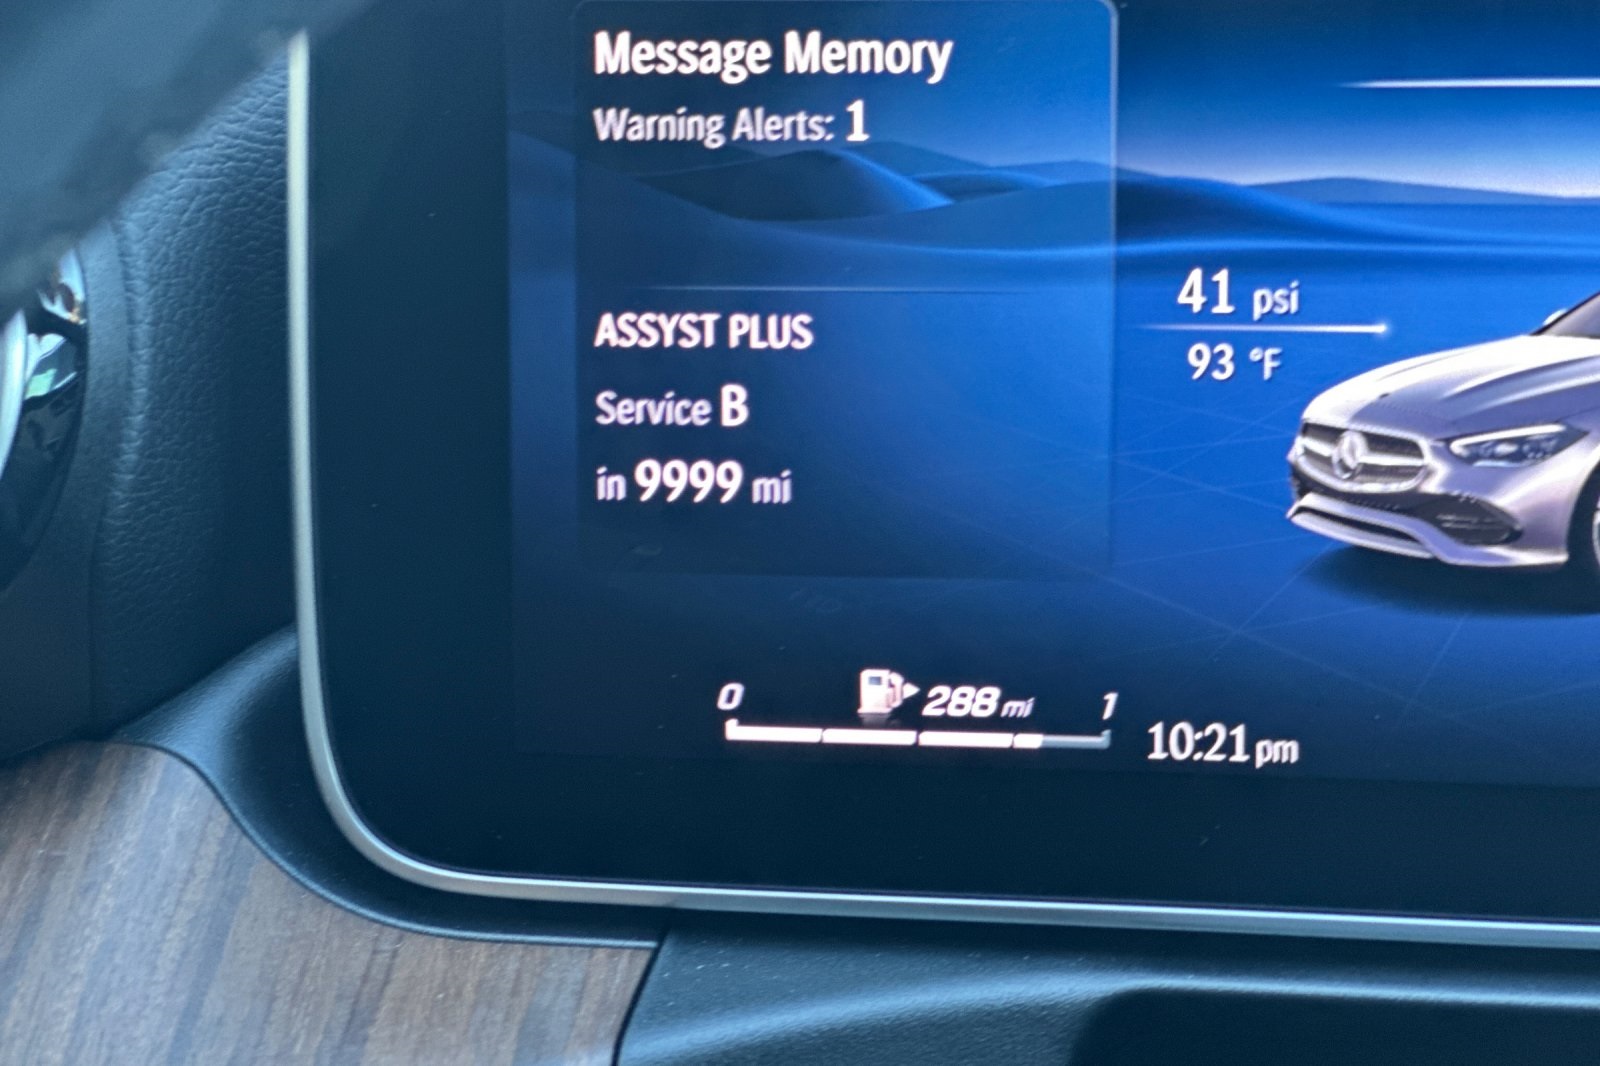 Message Memory
Warning Alerts: 1
ASSYST PLUS
Service B
in 9999 mi
41 psi
93 °F
0 288 mi 1
10:21 pm